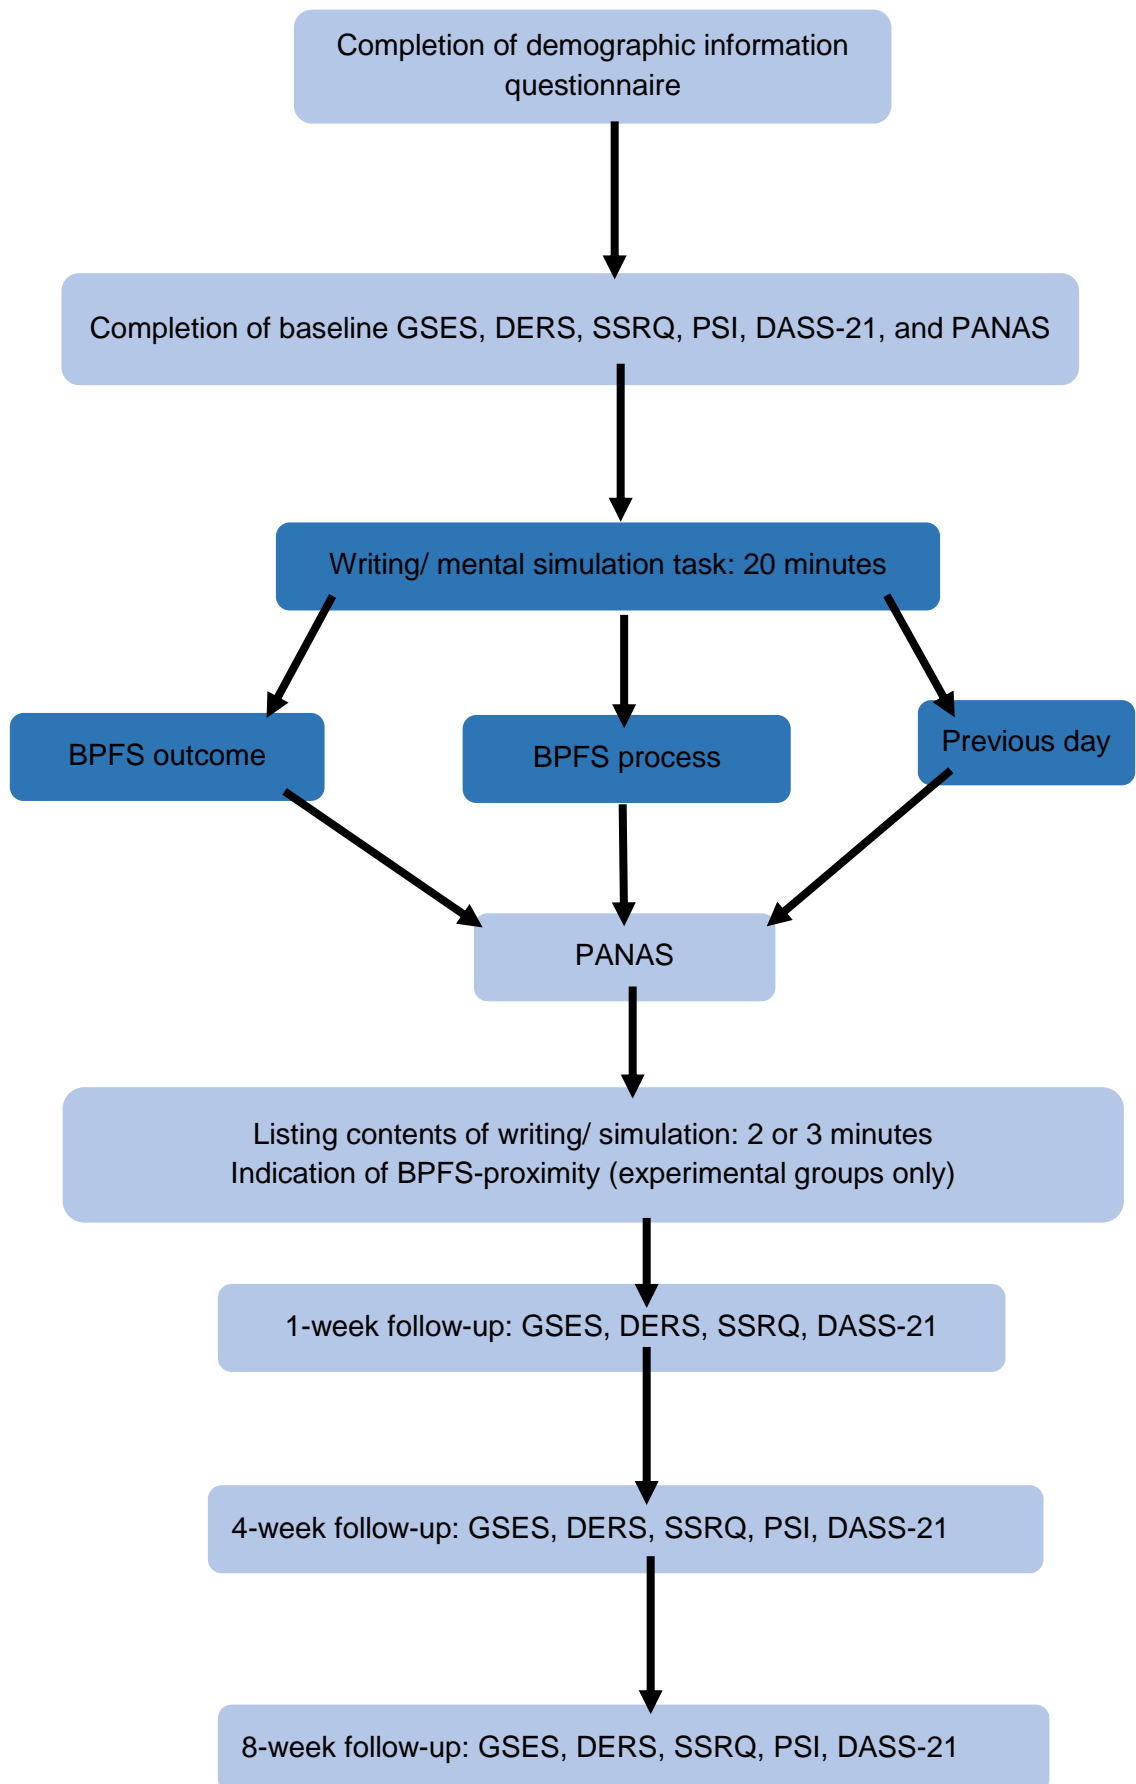 Completion of demographic information
questionnaire
Completion of baseline GSES, DERS, SSRQ, PSI, DASS-21, and PANAS
Writing/ mental simulation task: 20 minutes
BPFS outcome
BPFS process
Previous day
PANAS
Listing contents of writing/ simulation: 2 or 3 minutes
Indication of BPFS-proximity (experimental groups only)
1-week follow-up: GSES, DERS, SSRQ, DASS-21
4-week follow-up: GSES, DERS, SSRQ, PSI, DASS-21
8-week follow-up: GSES, DERS, SSRQ, PSI, DASS-21